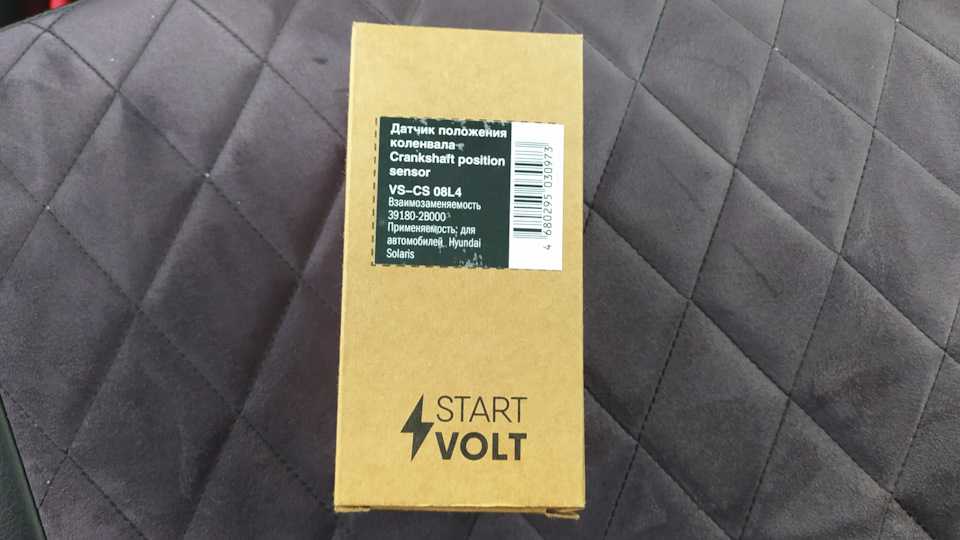 Датчик положения
коленвала
Crankshaft position
sensor
VS-CS 08L4
Взаимозаменяемость
39180-2B000
Применяемость: для
автомобилей Hyundai
Solaris
4 680295 030973
START
VOLT